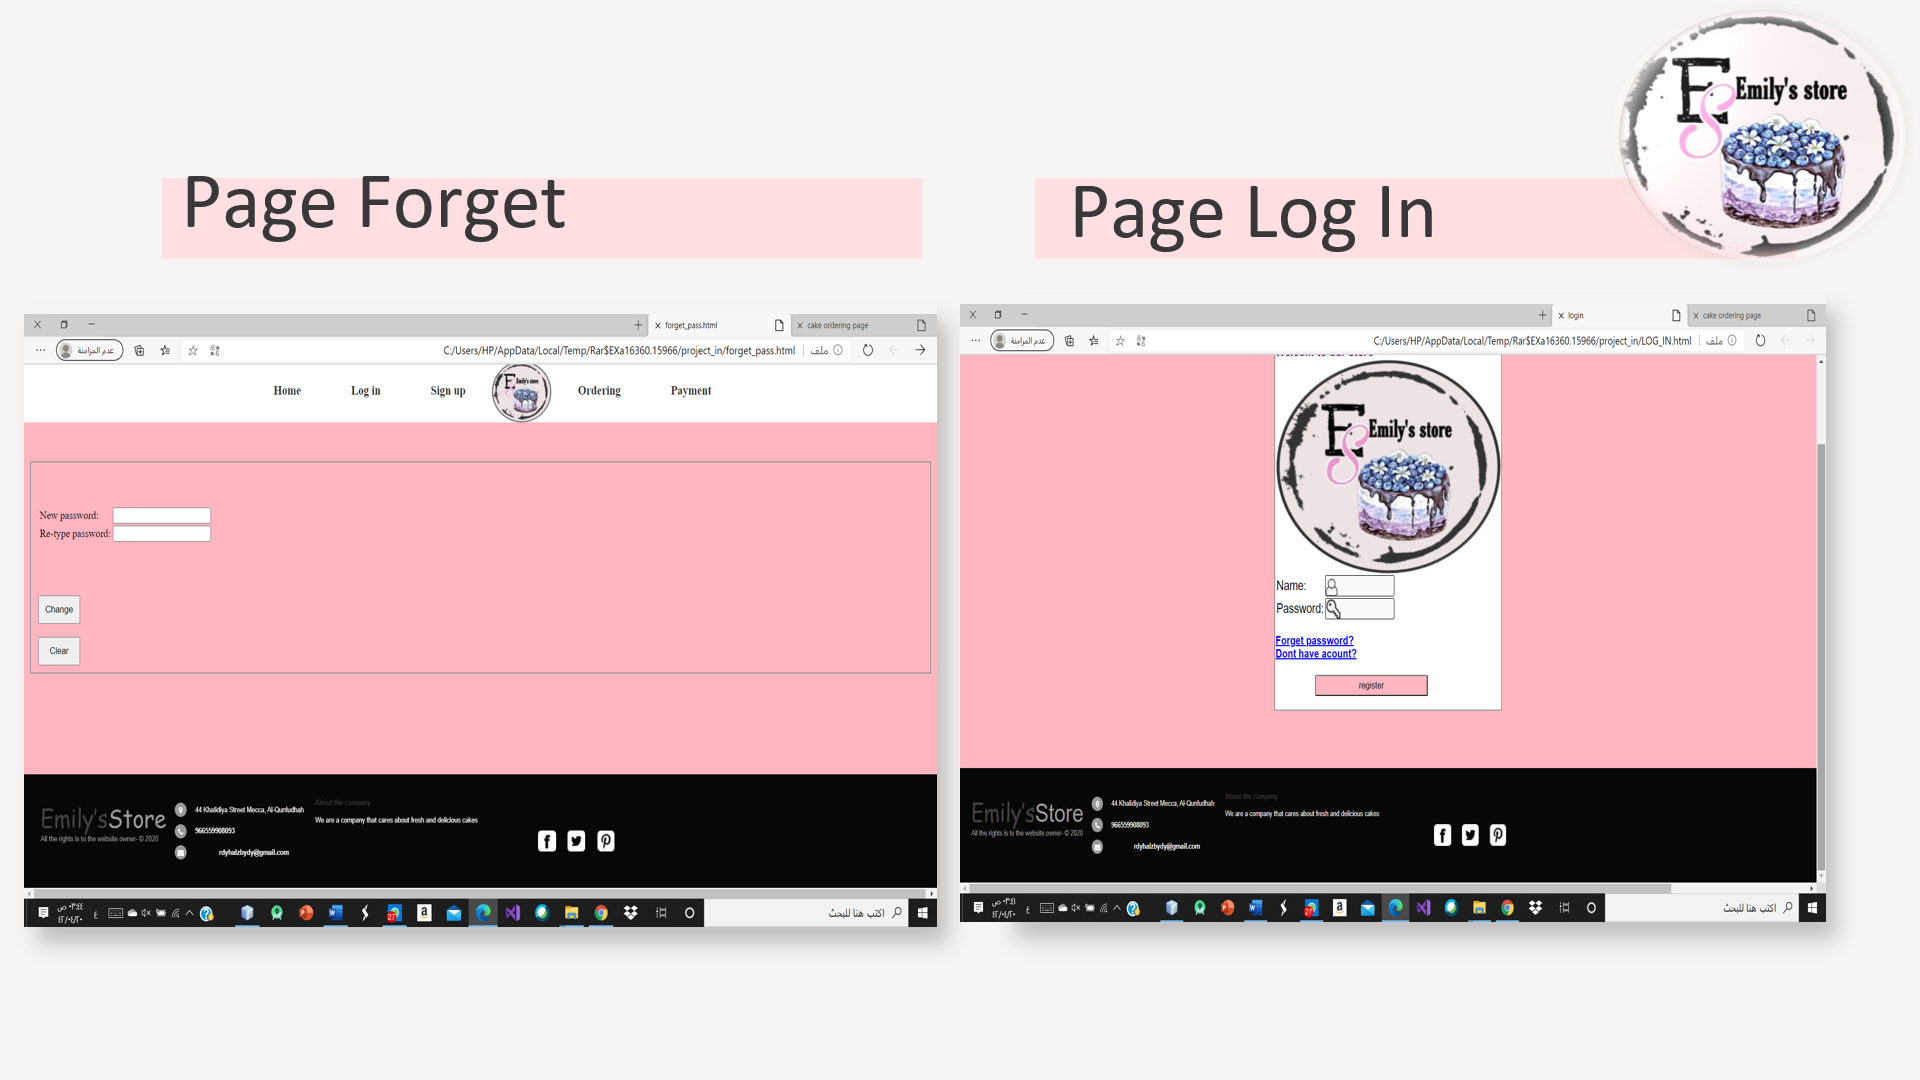 Emily's store
Page Forget
Page Log In
forget_pass.html
cake ordering page
عدم المزامنة
C:/Users/HP/AppData/Local/Temp/Rar$EXa16360.15966/project_in/forget_pass.html
ملف
Home
Log in
Sign up
Emily's store
Ordering
Payment
New password:
Re-type password:
Change
Clear
Emily'sStore
All the rights is to the website owner- © 2020
44 Khalidiya Street Mecca, Al-Qunfudhah
966559908093
rdyhalzbydy@gmail.com
About the company
We are a company that cares about fresh and delicious cakes
اكتب هنا للبحث
login
cake ordering page
عدم المزامنة
C:/Users/HP/AppData/Local/Temp/Rar$EXa16360.15966/project_in/LOG_IN.html
ملف
Emily's store
Name:
Password:
Forget password?
Dont have acount?
register
Emily'sStore
All the rights is to the website owner- © 2020
44 Khalidiya Street Mecca, Al-Qunfudhah
966559908093
rdyhalzbydy@gmail.com
About the company
We are a company that cares about fresh and delicious cakes
اكتب هنا للبحث